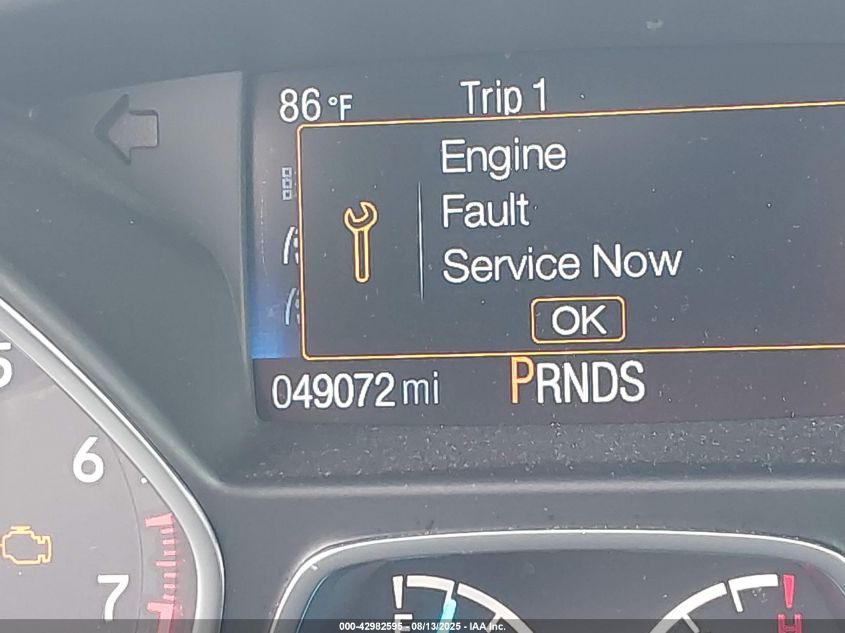 86°F Trip 1
Engine
Fault
Service Now
OK
049072 mi PRNDS
5
6
7
E H
000-42982595 - 08/13/2025 - IAA Inc.